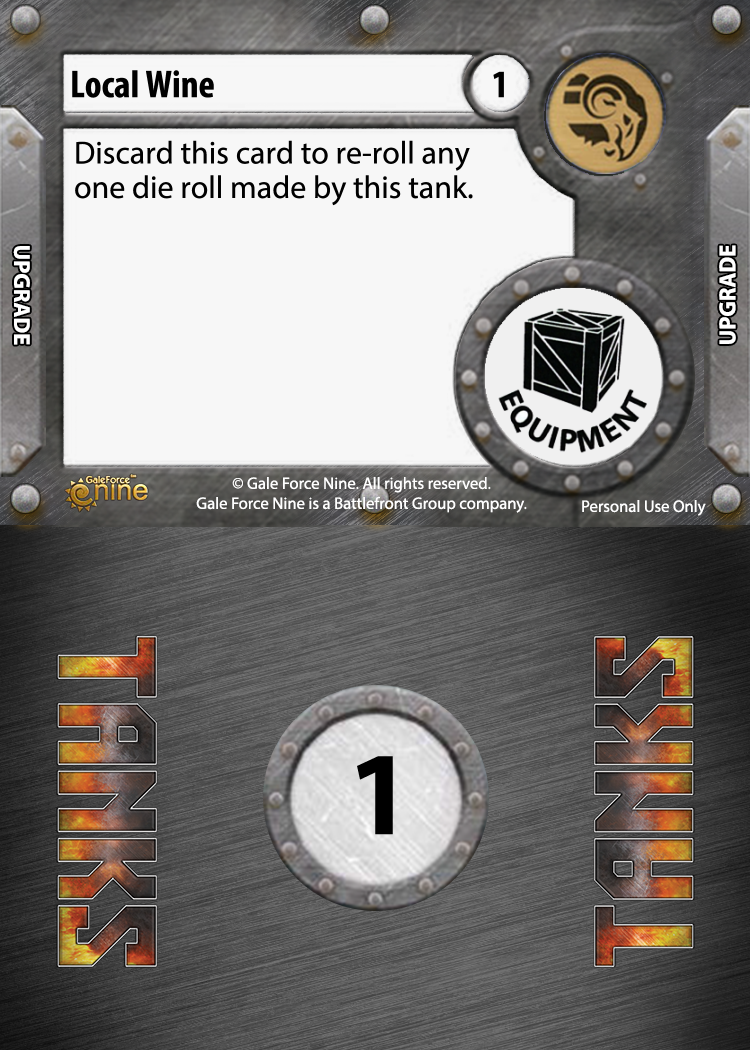 Local Wine
1
Discard this card to re-roll any
one die roll made by this tank.
UPGRADE
UPGRADE
EQUIPMENT
GaleForce™
nine
© Gale Force Nine. All rights reserved.
Gale Force Nine is a Battlefront Group company.
Personal Use Only
TANKS
1
TANKS